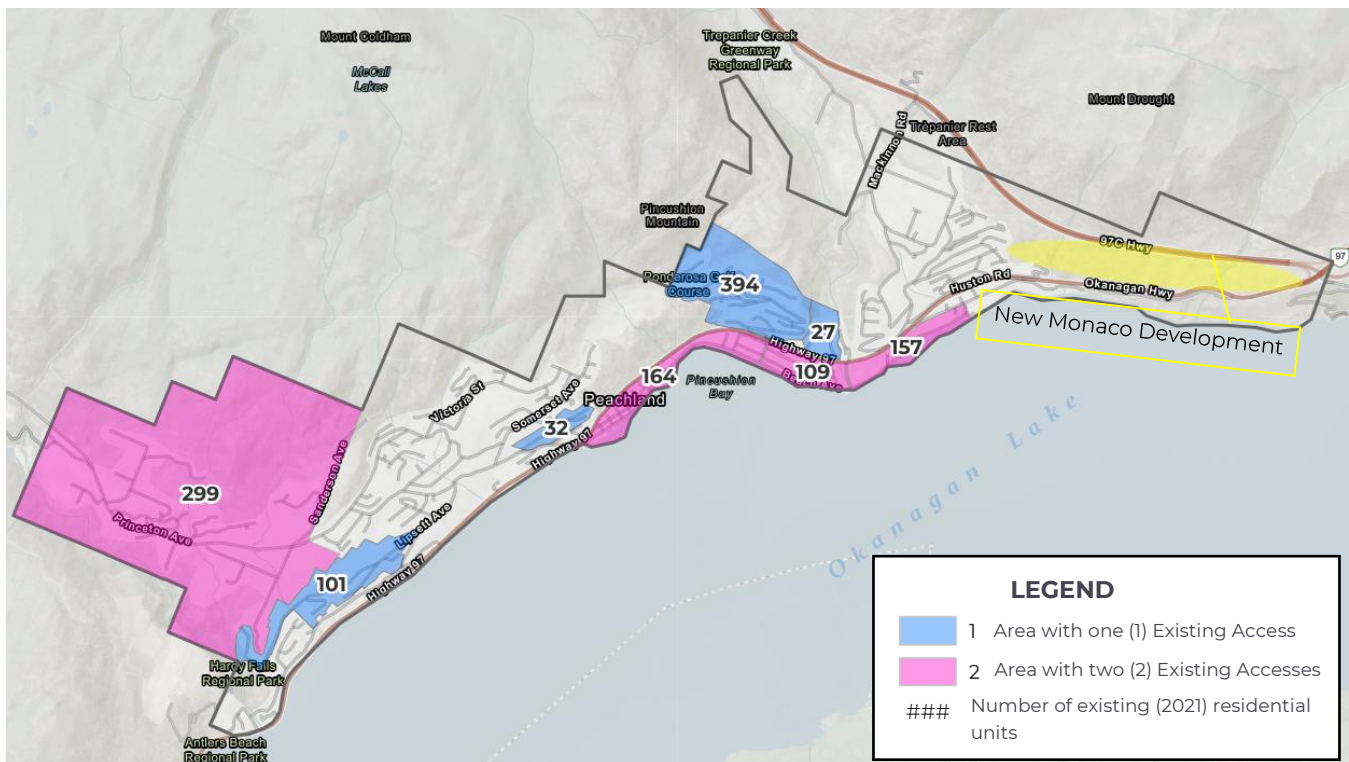 Mount Coldham
McCall
Lakes
Trepanier Creek
Greenway
Regional Park
Mount Drought
Trepanier Rest
Area
Mackinnon Rd
Pincushion
Mountain
97C Hwy
97
Ponderosa Golf
Course
394
Huston Rd
Okanagan Hwy
27
New Monaco Development
Highway 97
157
109
Beach Ave
164
Pincushion
Bay
Peachland
Victoria St
Somerset Ave
32
Highway 97
Okanagan Lake
Sanderson Ave
299
Princeton Ave
Lipsett Ave
101
Highway 97
Hardy Falls
Regional Park
Antlers Beach
Regional Park
LEGEND
1 Area with one (1) Existing Access
2 Area with two (2) Existing Accesses
### Number of existing (2021) residential
units